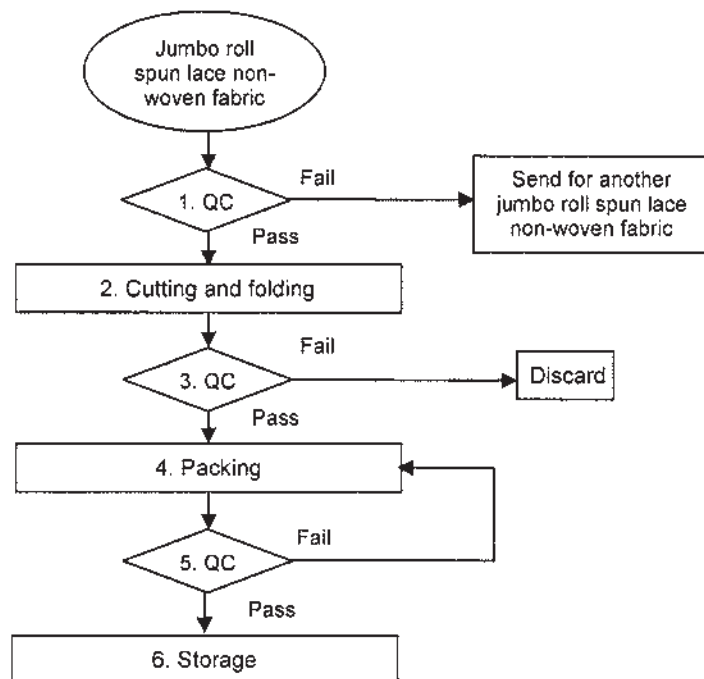 Jumbo roll
spun lace non-
woven fabric
Fail
1. QC
Send for another
jumbo roll spun lace
non-woven fabric
Pass
2. Cutting and folding
Fail
3. QC
Discard
Pass
4. Packing
Fail
5. QC
Pass
6. Storage